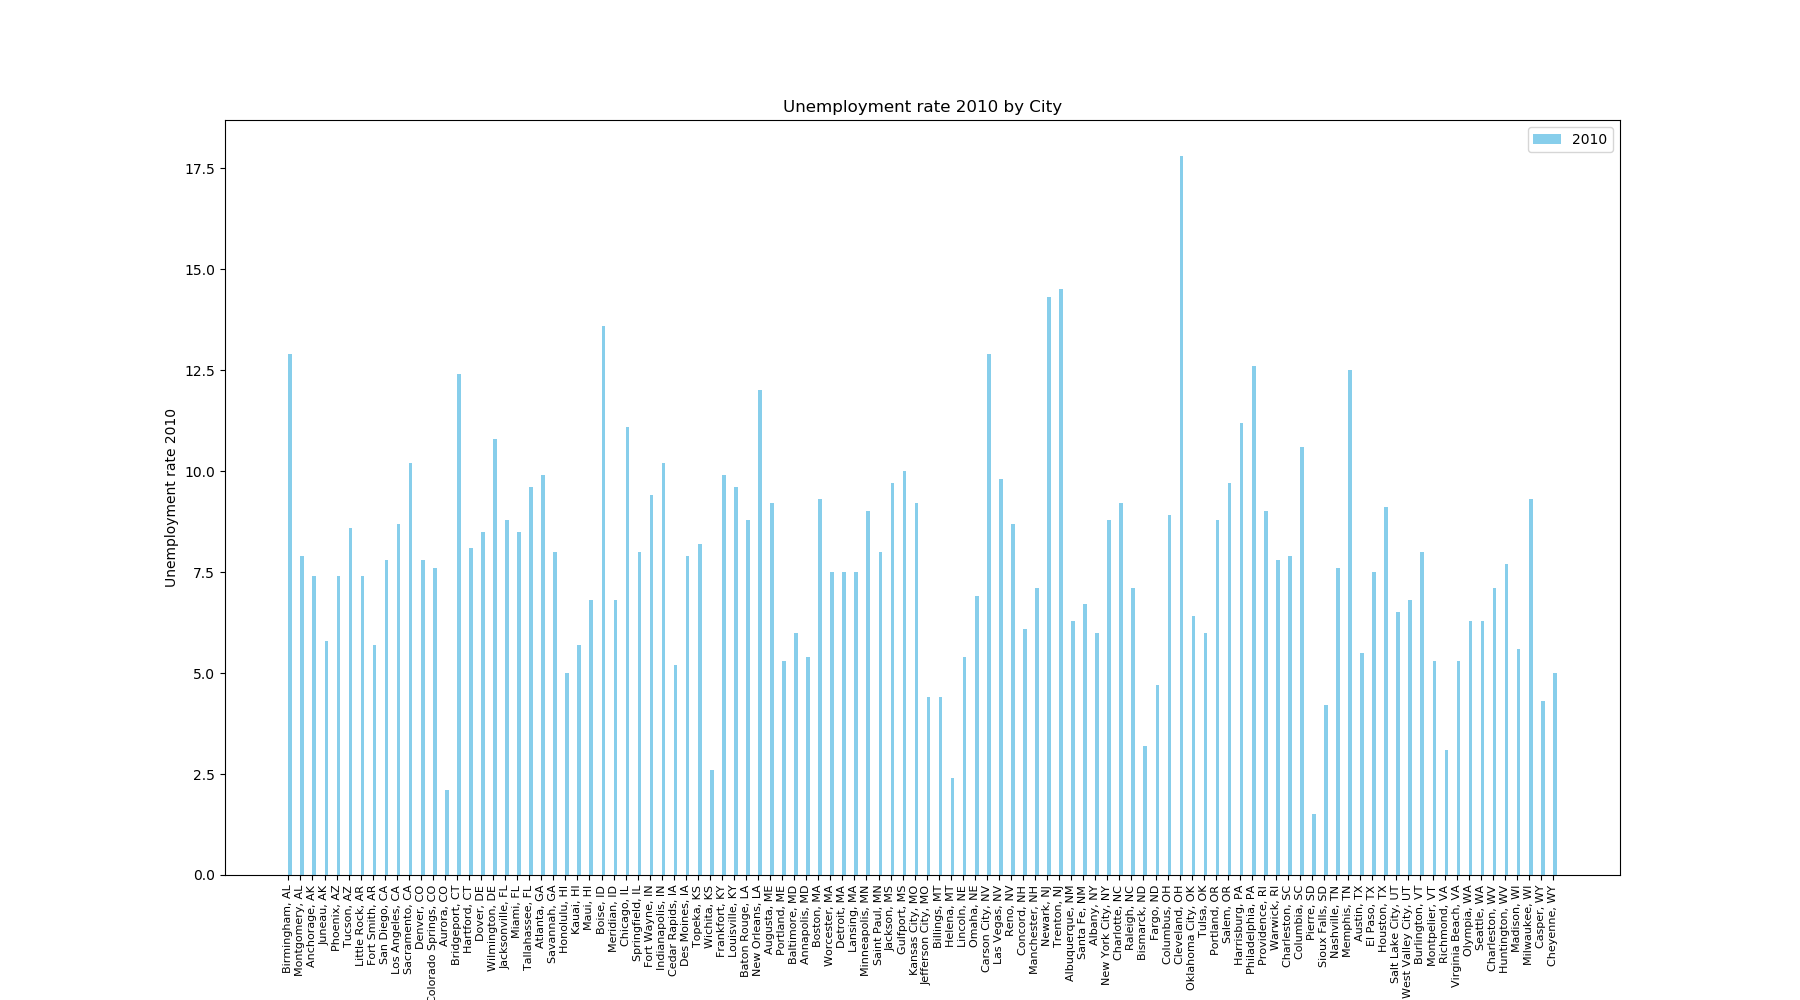 Unemployment rate 2010 by City
2010
Unemployment rate 2010
17.5
15.0
12.5
10.0
7.5
5.0
2.5
0.0
Birmingham, AL
Montgomery, AL
Anchorage, AK
Juneau, AK
Phoenix, AZ
Tucson, AZ
Little Rock, AR
Fort Smith, AR
San Diego, CA
Los Angeles, CA
Sacramento, CA
Denver, CO
Colorado Springs, CO
Aurora, CO
Bridgeport, CT
Hartford, CT
Dover, DE
Wilmington, DE
Jacksonville, FL
Miami, FL
Tallahassee, FL
Atlanta, GA
Savannah, GA
Honolulu, HI
Kauai, HI
Maui, HI
Boise, ID
Meridian, ID
Chicago, IL
Springfield, IL
Fort Wayne, IN
Indianapolis, IN
Cedar Rapids, IA
Des Moines, IA
Topeka, KS
Wichita, KS
Frankfort, KY
Louisville, KY
Baton Rouge, LA
New Orleans, LA
Augusta, ME
Portland, ME
Baltimore, MD
Annapolis, MD
Boston, MA
Worcester, MA
Detroit, MA
Lansing, MA
Minneapolis, MN
Saint Paul, MN
Jackson, MS
Gulfport, MS
Kansas City, MO
Jefferson City, MO
Billings, MT
Helena, MT
Lincoln, NE
Omaha, NE
Carson City, NV
Las Vegas, NV
Reno, NV
Concord, NH
Manchester, NH
Newark, NJ
Trenton, NJ
Albuquerque, NM
Santa Fe, NM
Albany, NY
New York City, NY
Charlotte, NC
Raleigh, NC
Bismarck, ND
Fargo, ND
Columbus, OH
Cleveland, OH
Oklahoma City, OK
Tulsa, OK
Portland, OR
Salem, OR
Harrisburg, PA
Philadelphia, PA
Providence, RI
Warwick, RI
Charleston, SC
Columbia, SC
Pierre, SD
Sioux Falls, SD
Nashville, TN
Memphis, TN
Austin, TX
El Paso, TX
Houston, TX
Salt Lake City, UT
West Valley City, UT
Burlington, VT
Montpelier, VT
Richmond, VA
Virginia Beach, VA
Olympia, WA
Seattle, WA
Charleston, WV
Huntington, WV
Madison, WI
Milwaukee, WI
Casper, WY
Cheyenne, WY